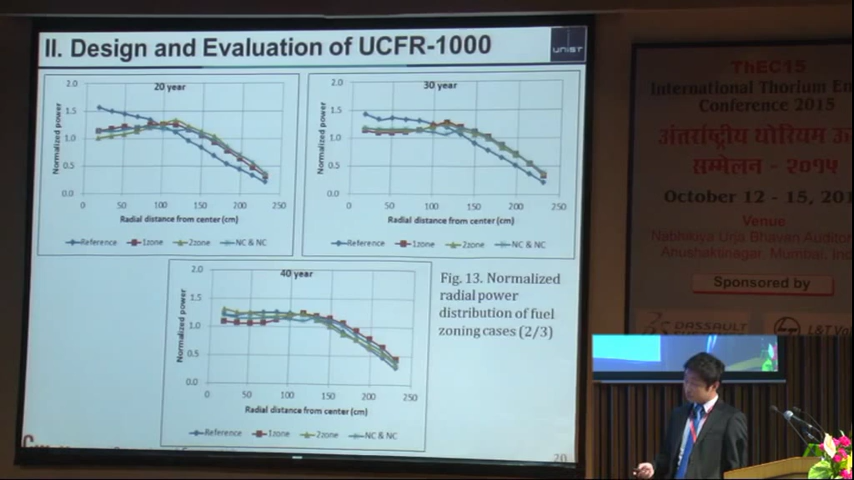 II. Design and Evaluation of UCFR-1000
UNIST
20 year
2.0
1.5
1.0
0.5
0.0
Normalized power
0
50
100
150
200
250
Radial distance from center (cm)
Reference
1zone
2zone
NC & NC
30 year
2.0
1.5
1.0
0.5
0.0
Normalized power
0
50
100
150
200
250
Radial distance from center (cm)
Reference
1zone
2zone
NC & NC
40 year
2.0
1.5
1.0
0.5
0.0
Normalized power
0
50
100
150
200
250
Radial distance from center (cm)
Reference
1zone
2zone
NC & NC
Fig. 13. Normalized
radial power
distribution of fuel
zoning cases (2/3)
20
ThEC15
International Thorium En
Conference 2015
अंतर्राष्ट्रीय थोरियम ऊ
सम्मेलन - २०१५
October 12 - 15, 201
Venue
Nabhikiya Urja Bhavan Auditor
Anushaktinagar, Mumbai, Ind
Sponsored by
DASSAULT
L&T